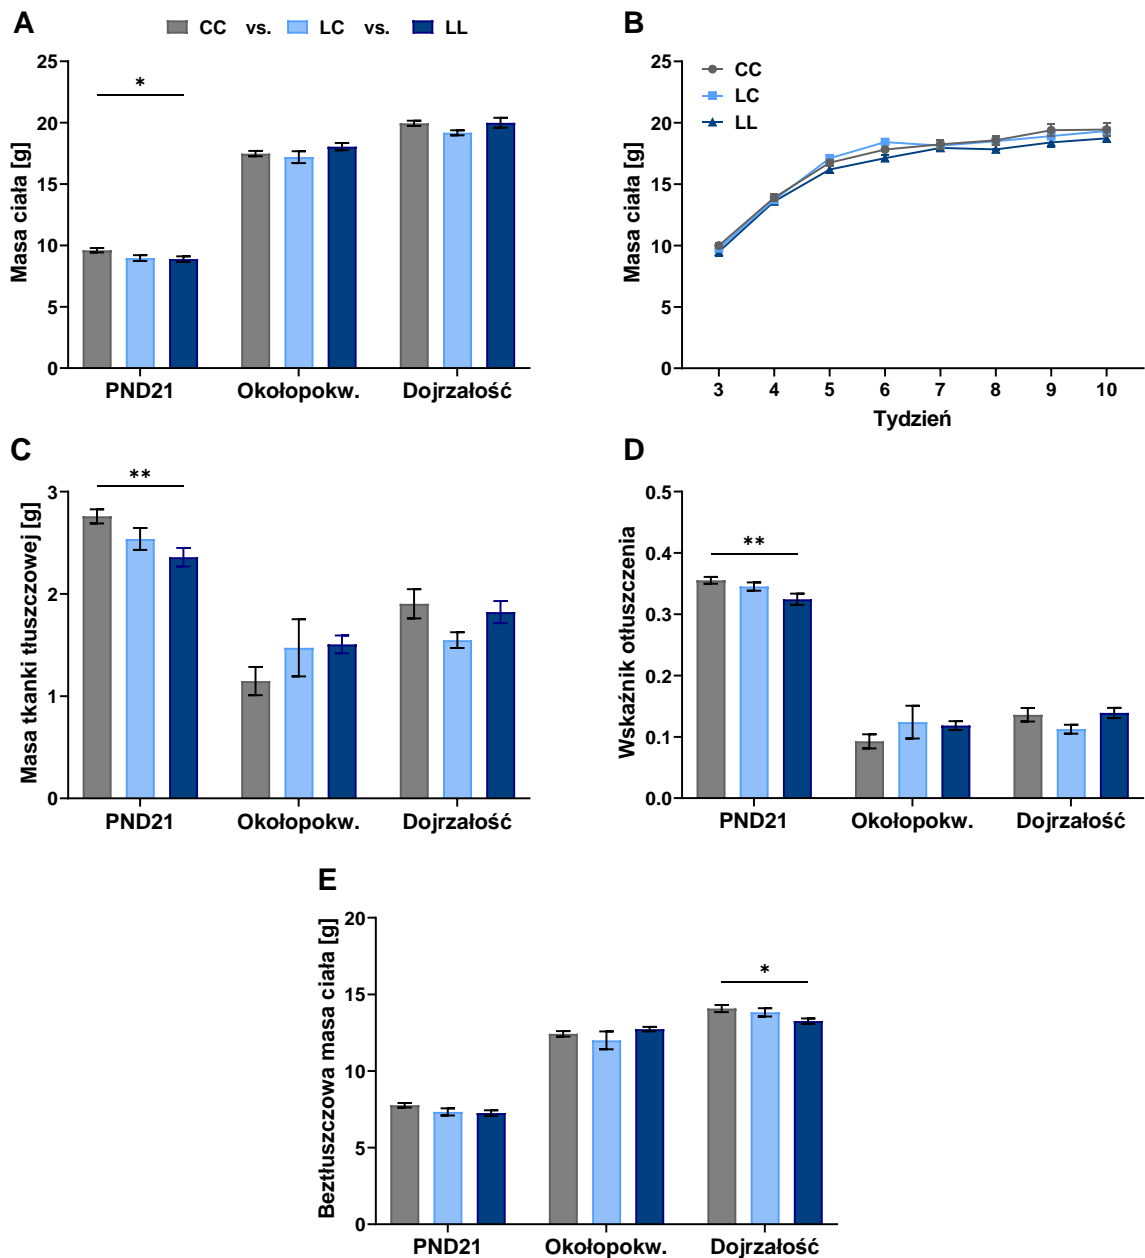 A
CC vs. LC vs. LL
Masa ciała [g]
25
20
15
10
5
0
*
PND21 Okołopokw. Dojrzałość
B
CC
LC
LL
Masa ciała [g]
25
20
15
10
5
0
3 4 5 6 7 8 9 10
Tydzień
C
Masa tkanki tłuszczowej [g]
3
2
1
0
**
PND21 Okołopokw. Dojrzałość
D
Wskaźnik otłuszczenia
0.5
0.4
0.3
0.2
0.1
0.0
**
PND21 Okołopokw. Dojrzałość
E
Beztłuszczowa masa ciała [g]
20
15
10
5
0
*
PND21 Okołopokw. Dojrzałość